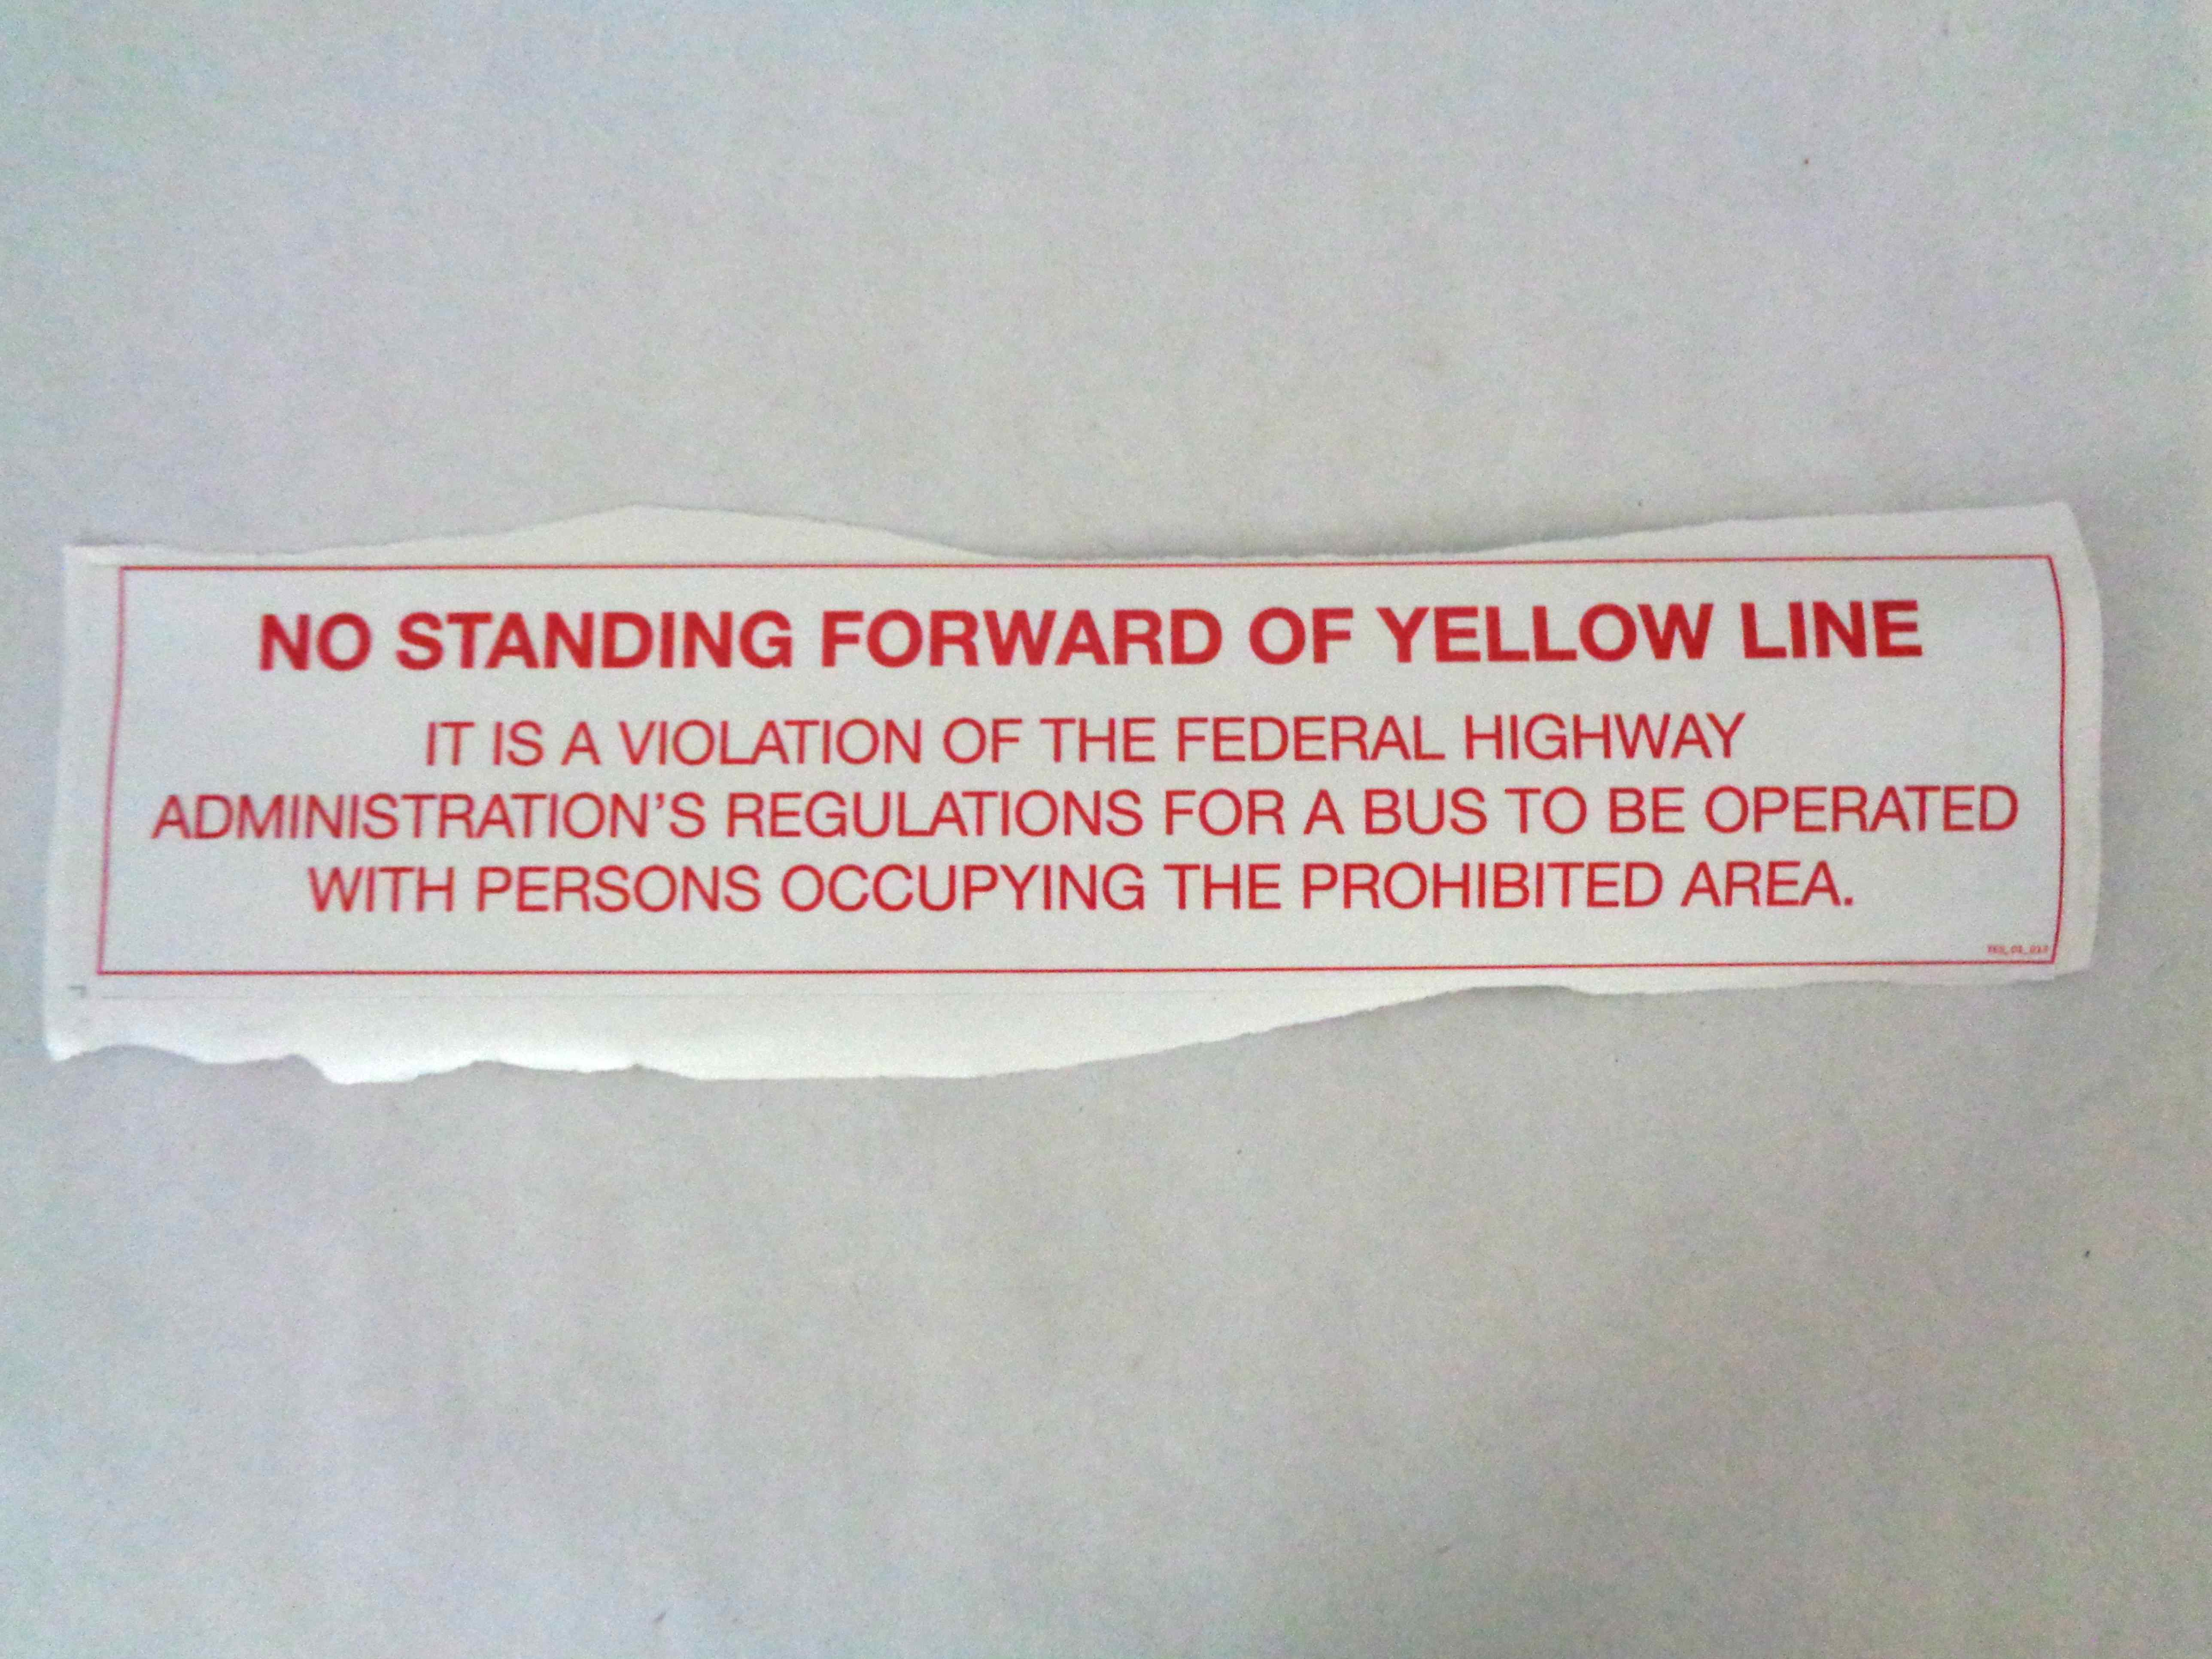 NO STANDING FORWARD OF YELLOW LINE
IT IS A VIOLATION OF THE FEDERAL HIGHWAY
ADMINISTRATION'S REGULATIONS FOR A BUS TO BE OPERATED
WITH PERSONS OCCUPYING THE PROHIBITED AREA.